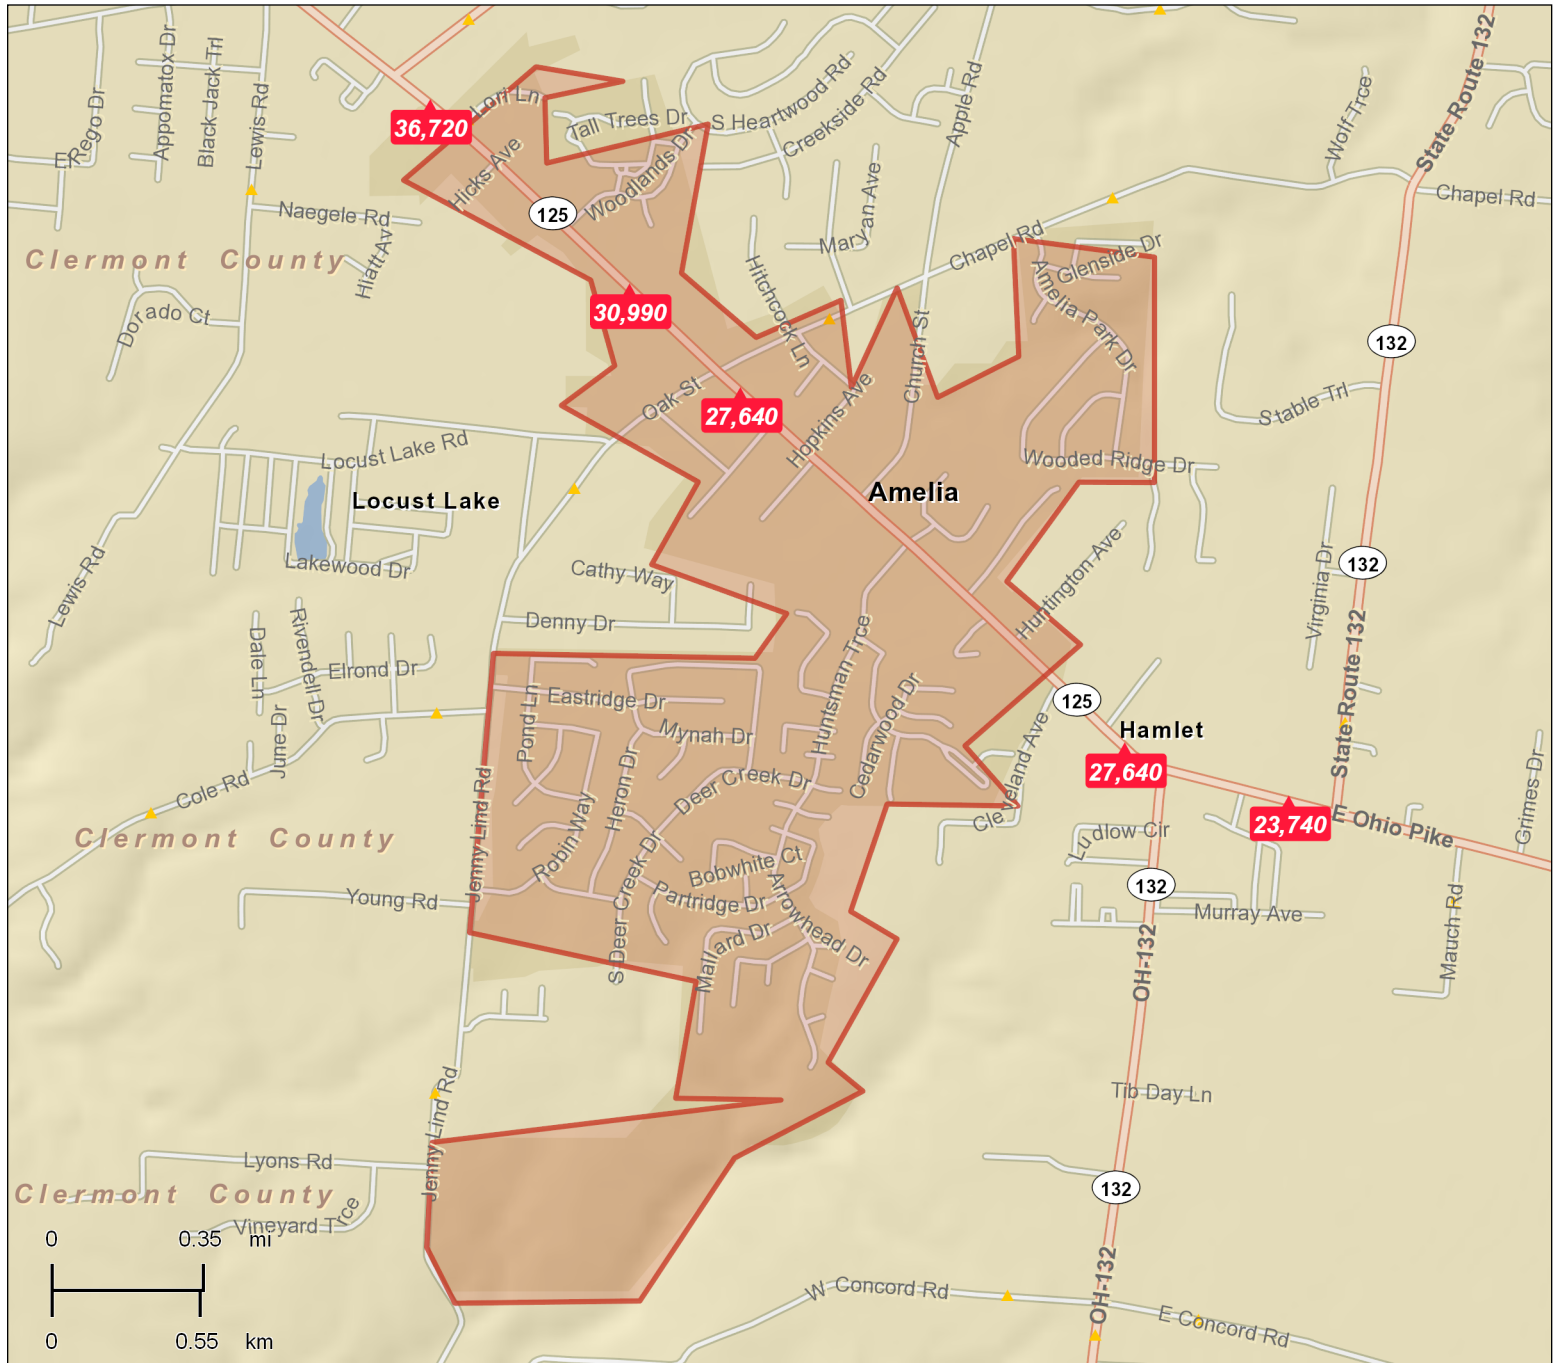 State Route 132
Appomatox Dr
Black Jack Trl
Lewis Rd
Rego Dr
Lori Ln
36,720
Tall Trees Dr
S Heartwood Rd
Creekside Rd
Apple Rd
Wolf Trce
Hicks Ave
Woodlands Dr
Chapel Rd
Naegele Rd
Hiatt Av
125
Mary an Ave
Chapel Rd
Clermont County
Glenside Dr
Amelia Park Dr
Hitchcock Ln
30,990
Dor ado Ct
Church St
132
Oak St
27,640
Hopkins Ave
Stable Trl
Locust Lake Rd
Wooded Ridge Dr
Locust Lake
Amelia
Lewis Rd
Lakewood Dr
Cathy Way
Huntington Ave
Virginia Dr
132
Denny Dr
Dale Ln
Rivendell Dr
Elrond Dr
Huntsman Trce
State Route 132
Pond Ln
Eastridge Dr
Cedarwood Dr
125
June Dr
Mynah Dr
Hamlet
Cleveland Ave
27,640
Grimes Dr
Cole Rd
Jenny Lind Rd
Heron Dr
Deer Creek Dr
23,740
E Ohio Pike
Clermont County
Robin Way
Ludlow Cir
Bobwhite Ct
S Deer Creek Dr
Partridge Dr
Arrowhead Dr
132
Young Rd
Murray Ave
Mauch Rd
Mallard Dr
OH-132
Jenny Lind Rd
Tib Day Ln
Lyons Rd
Clermont County
132
Vineyard Trce
0 0.35 mi
0 0.55 km
W Concord Rd
OH-132
E Concord Rd